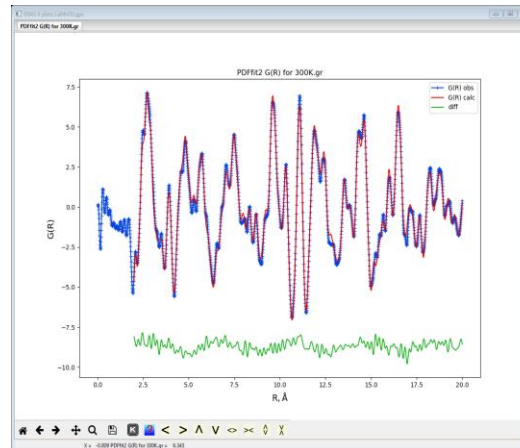 PDFfit2 G(R) for 300K.gr
PDFfit2 G(R) for 300K.gr
G(R) obs
G(R) calc
diff
7.5
5.0
2.5
0.0
−2.5
−5.0
−7.5
−10.0
G(R)
0.0 2.5 5.0 7.5 10.0 12.5 15.0 17.5 20.0
R, Å
K